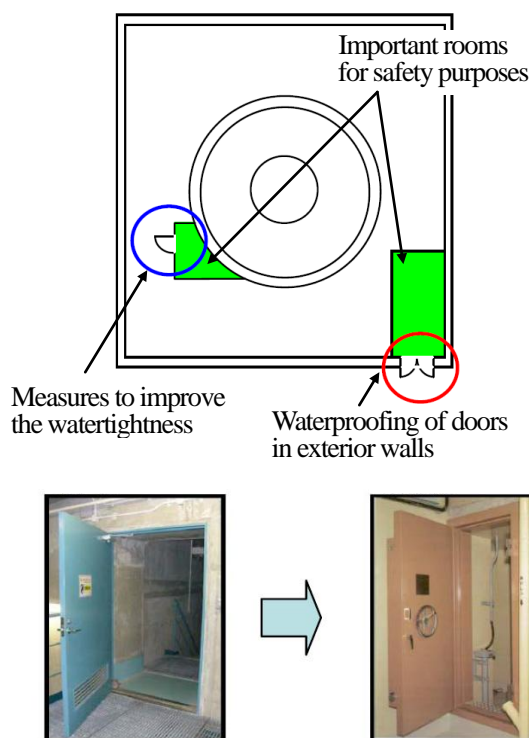 Important rooms
for safety purposes
Measures to improve
the watertightness
Waterproofing of doors
in exterior walls